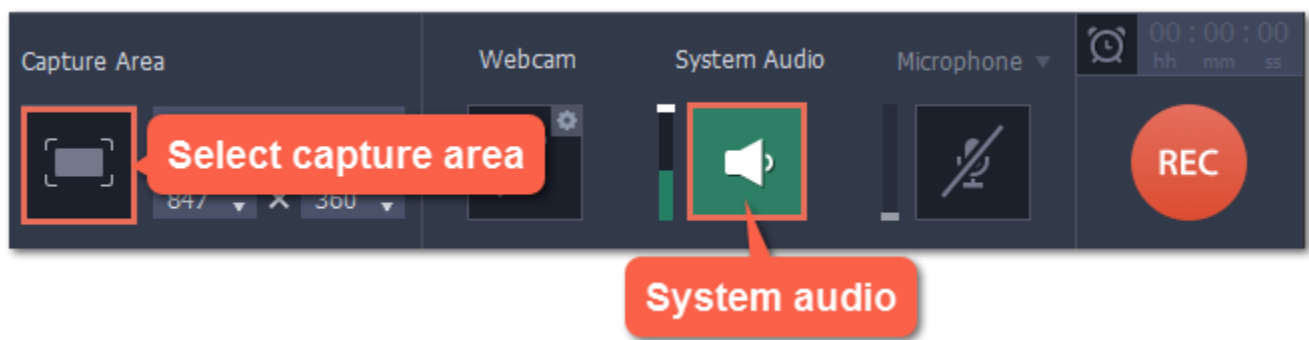 Capture Area
Webcam
System Audio
Microphone
00 : 00 : 00
hh mm ss
Select capture area
847 × 360
REC
System audio